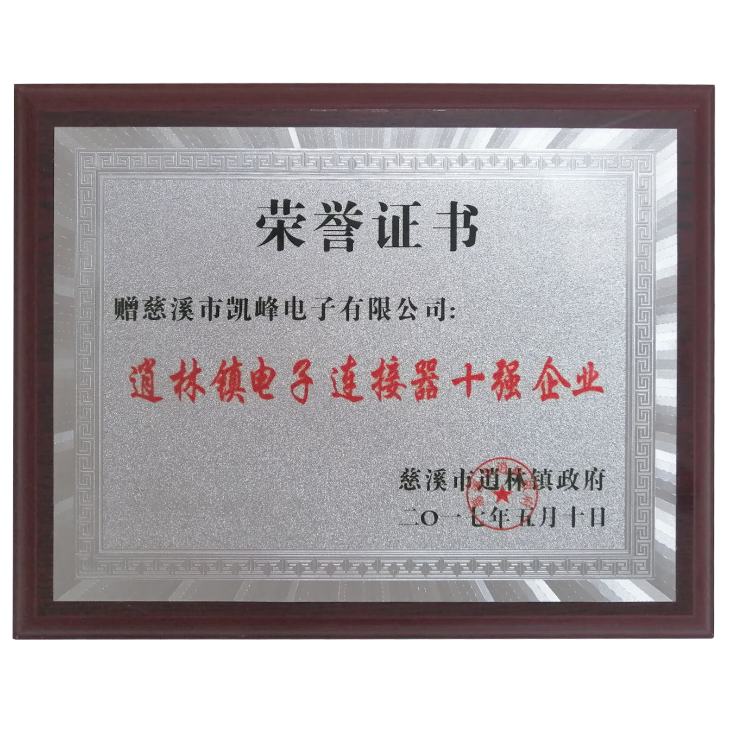 荣誉证书
赠慈溪市凯峰电子有限公司:
逍林镇电子连接器十强企业
慈溪市逍林镇政府
二〇一七年五月十日